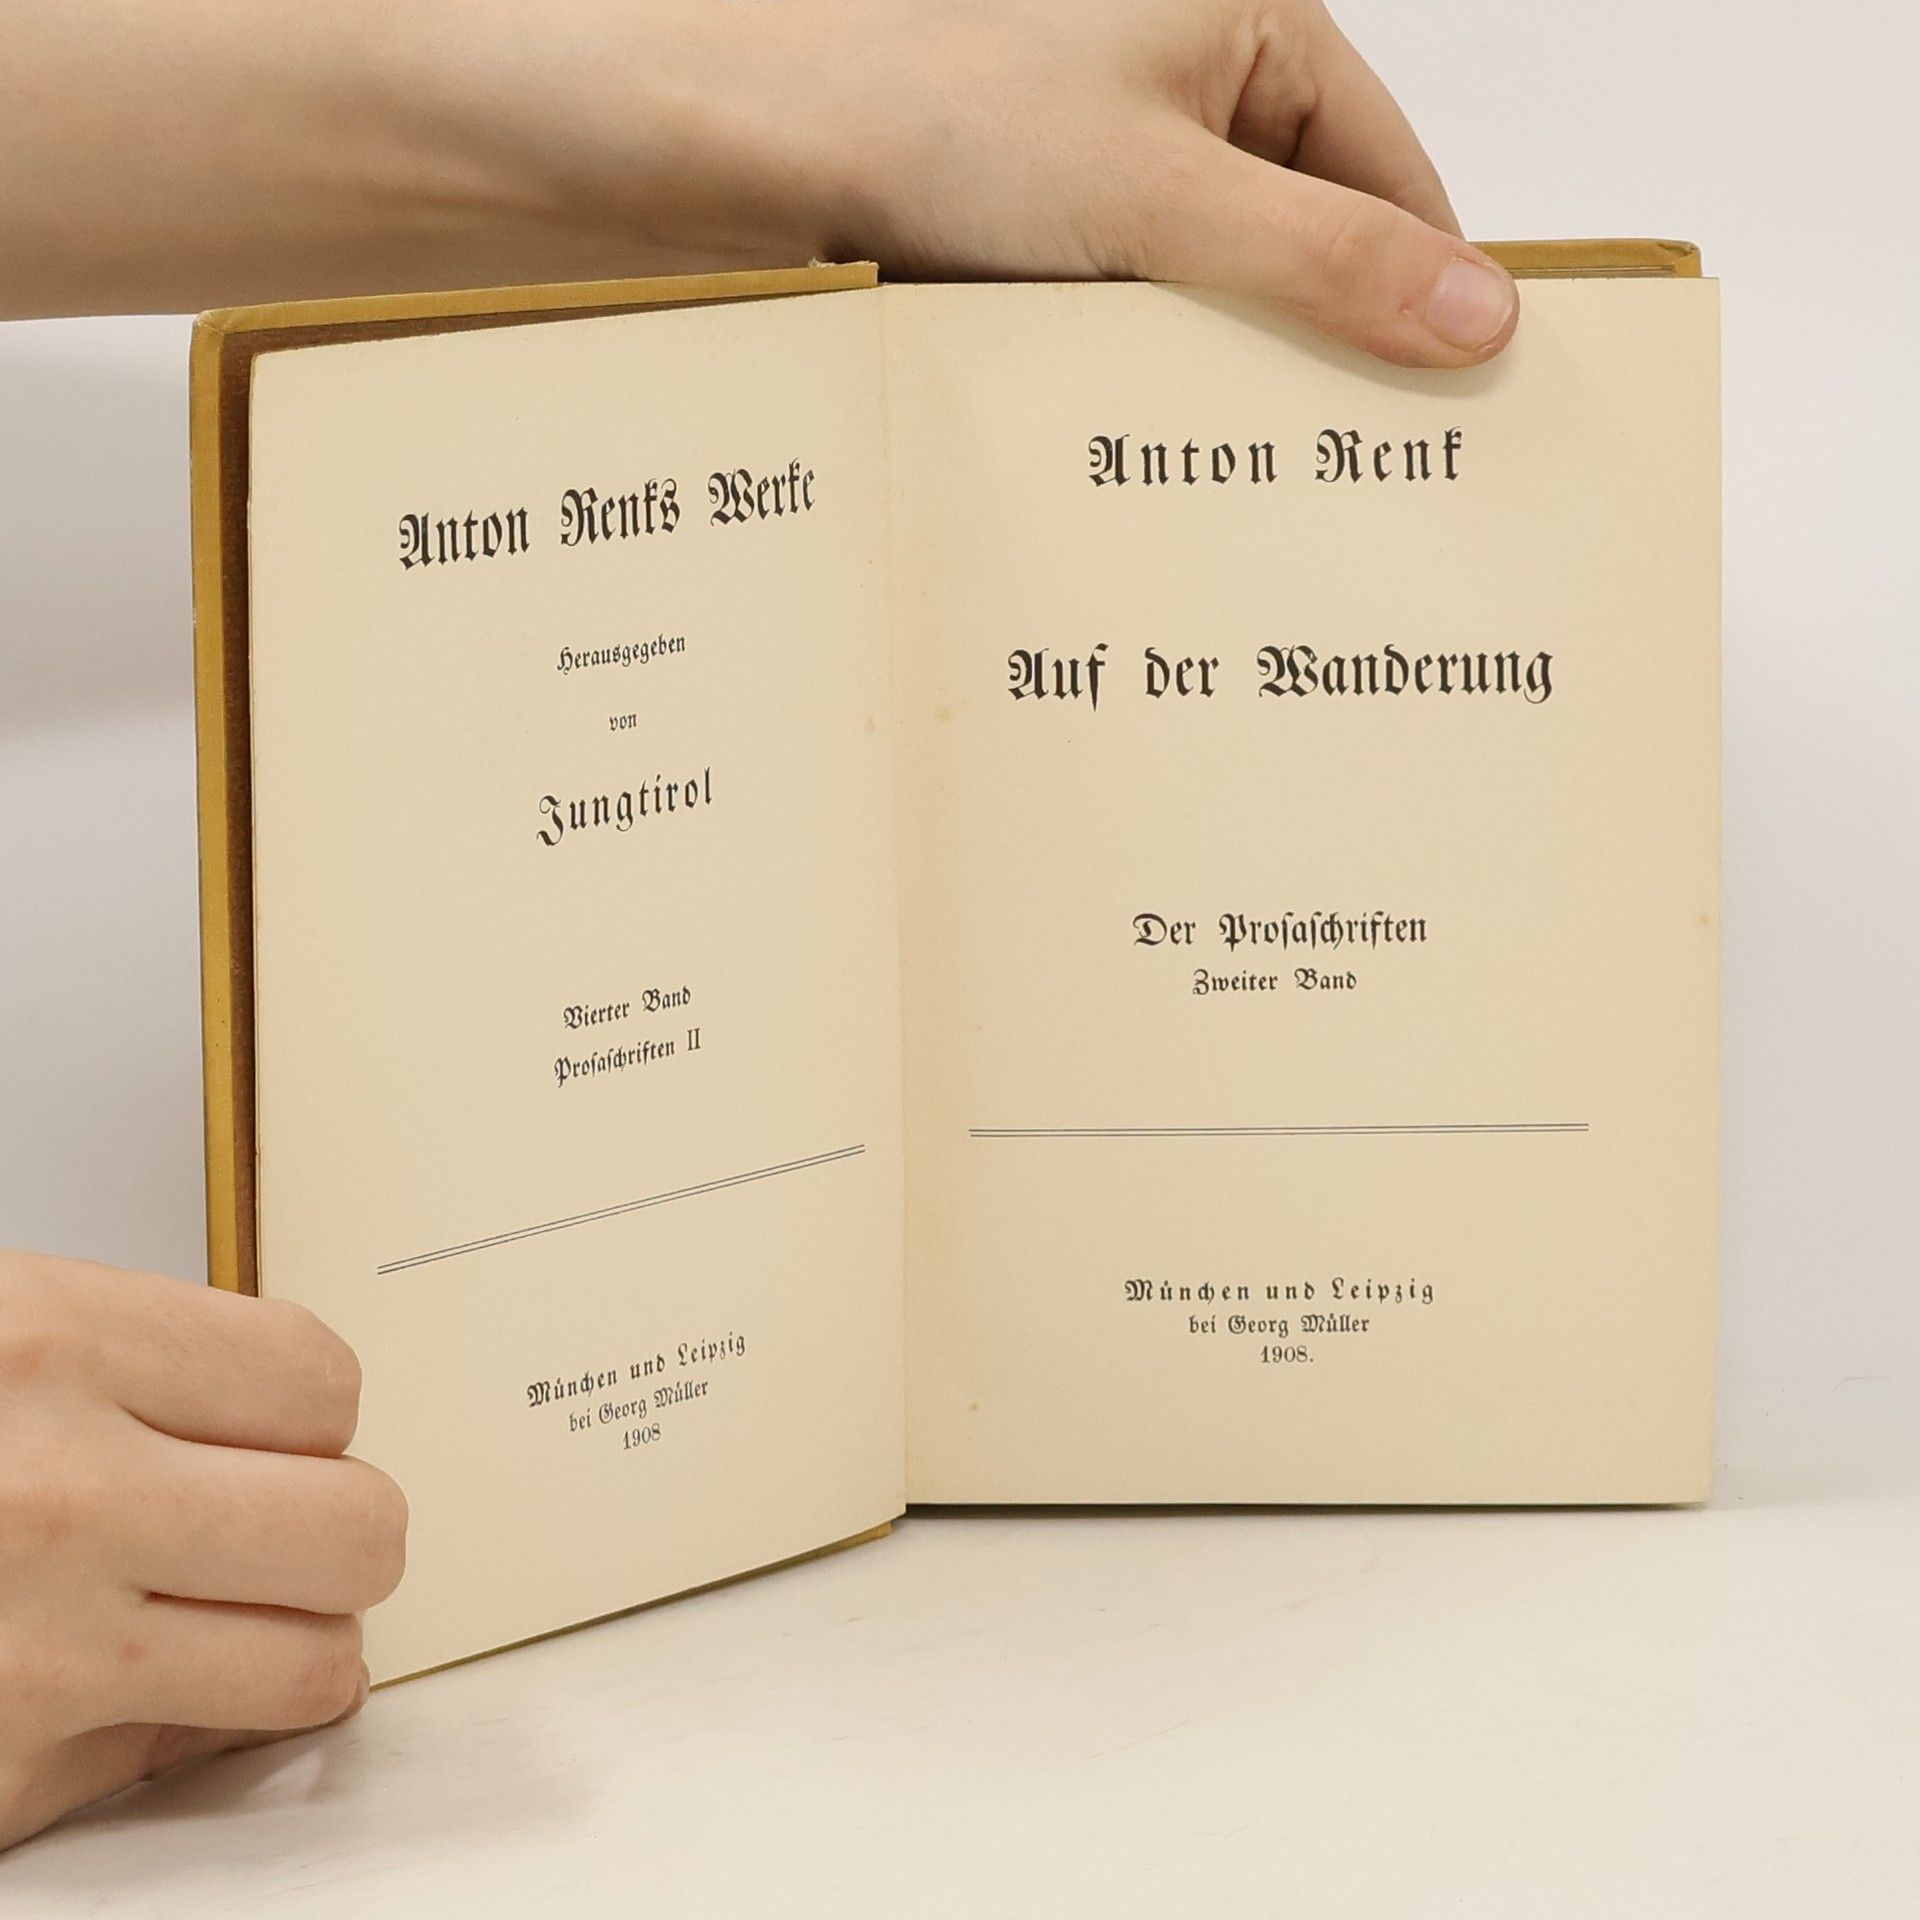 Anton Renks Werke
Herausgegeben
von
Jungtirol
Vierter Band
Proſaſchriften II
München und Leipzig
bei Georg Müller
1908
Anton Renk
Auf der Wanderung
Der Proſaſchriften
Zweiter Band
München und Leipzig
bei Georg Müller
1908.